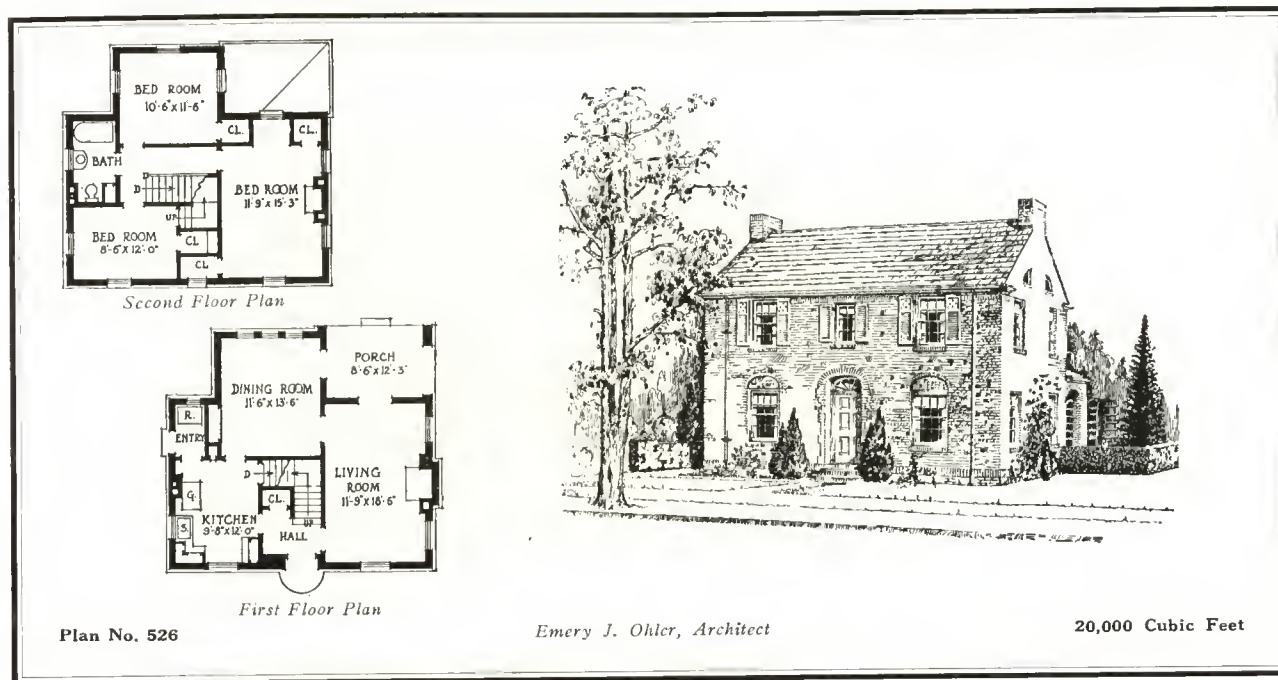 BED ROOM
10'-6" x 11'-6"
CL.
CL.
BATH
D
BED ROOM
11'-9" x 15'-3"
UP
BED ROOM
8'-6" x 12'-0"
CL
CL
Second Floor Plan
PORCH
8'-6" x 12'-3"
DINING ROOM
11'-6" x 13'-6"
R.
ENTRY
D
LIVING
ROOM
11'-9" x 18'-6"
CL.
G.
S.
KITCHEN
9'-8" x 12'-0"
UP
HALL
First Floor Plan
Plan No. 526
Emery J. Ohler, Architect
20,000 Cubic Feet